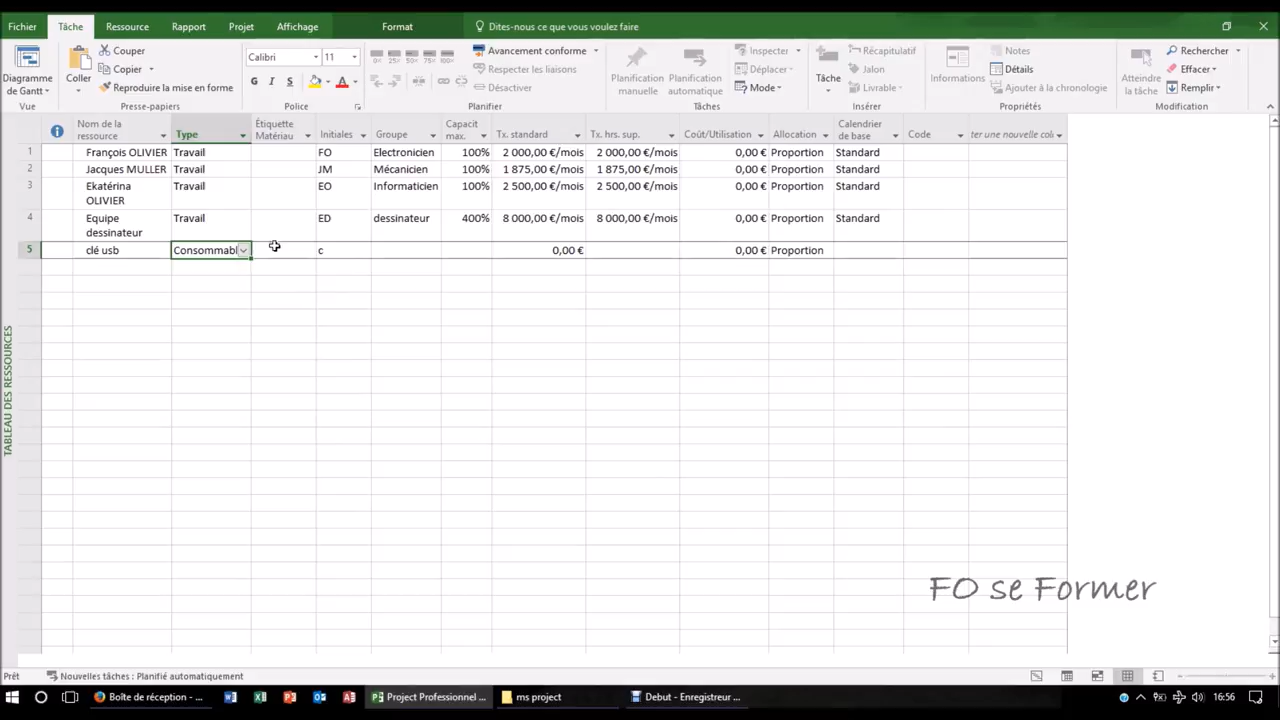 Fichier Tâche Ressource Rapport Projet Affichage Format Dites-nous ce que vous voulez faire
Diagramme de Gantt
Vue
Coller
Couper
Copier
Reproduire la mise en forme
Presse-papiers
Calibri 11
G I S
Police
0% 25% 50% 75% 100%
Avancement conforme
Respecter les liaisons
Désactiver
Planifier
Planification manuelle
Planification automatique
Inspecter
Déplacer
Mode
Tâches
Tâche
Récapitulatif
Jalon
Livrable
Insérer
Informations
Notes
Détails
Ajouter à la chronologie
Propriétés
Atteindre la tâche
Rechercher
Effacer
Remplir
Modification
Nom de la ressource Type Étiquette Matériau Initiales Groupe Capacit max. Tx. standard Tx. hrs. sup. Coût/Utilisation Allocation Calendrier de base Code ter une nouvelle colo
1 François OLIVIER Travail FO Electronicien 100% 2 000,00 €/mois 2 000,00 €/mois 0,00 € Proportion Standard
2 Jacques MULLER Travail JM Mécanicien 100% 1 875,00 €/mois 1 875,00 €/mois 0,00 € Proportion Standard
3 Ekatérina OLIVIER Travail EO Informaticien 100% 2 500,00 €/mois 2 500,00 €/mois 0,00 € Proportion Standard
4 Equipe dessinateur Travail ED dessinateur 400% 8 000,00 €/mois 8 000,00 €/mois 0,00 € Proportion Standard
5 clé usb Consommabl c 0,00 € 0,00 € Proportion
TABLEAU DES RESSOURCES
FO se Former
Prêt Nouvelles tâches : Planifié automatiquement
Boîte de réception - ... Project Professionnel ... ms project Debut - Enregistreur ... 16:56